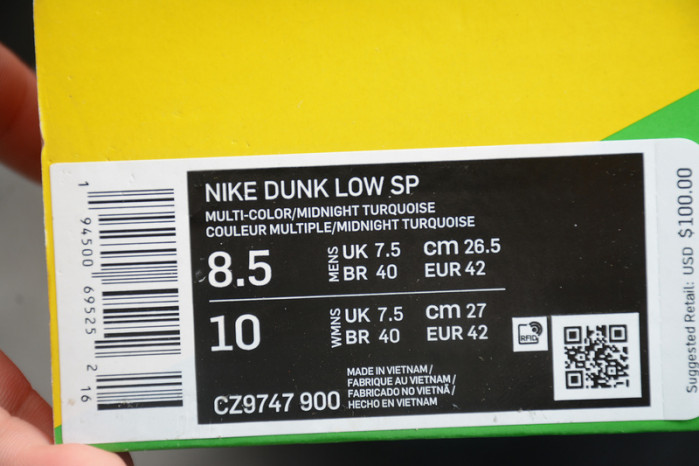 NIKE DUNK LOW SP
MULTI-COLOR/MIDNIGHT TURQUOISE
COULEUR MULTIPLE/MIDNIGHT TURQUOISE
8.5 MENS UK 7.5 cm 26.5
BR 40 EUR 42
10 WMNS UK 7.5 cm 27
BR 40 EUR 42
RFID
MADE IN VIETNAM /
FABRIQUE AU VIETNAM /
FABRICADO NO VIETNÃ /
HECHO EN VIETNAM
CZ9747 900
1 94500 69525 2 16
Suggested Retail: USD $100.00